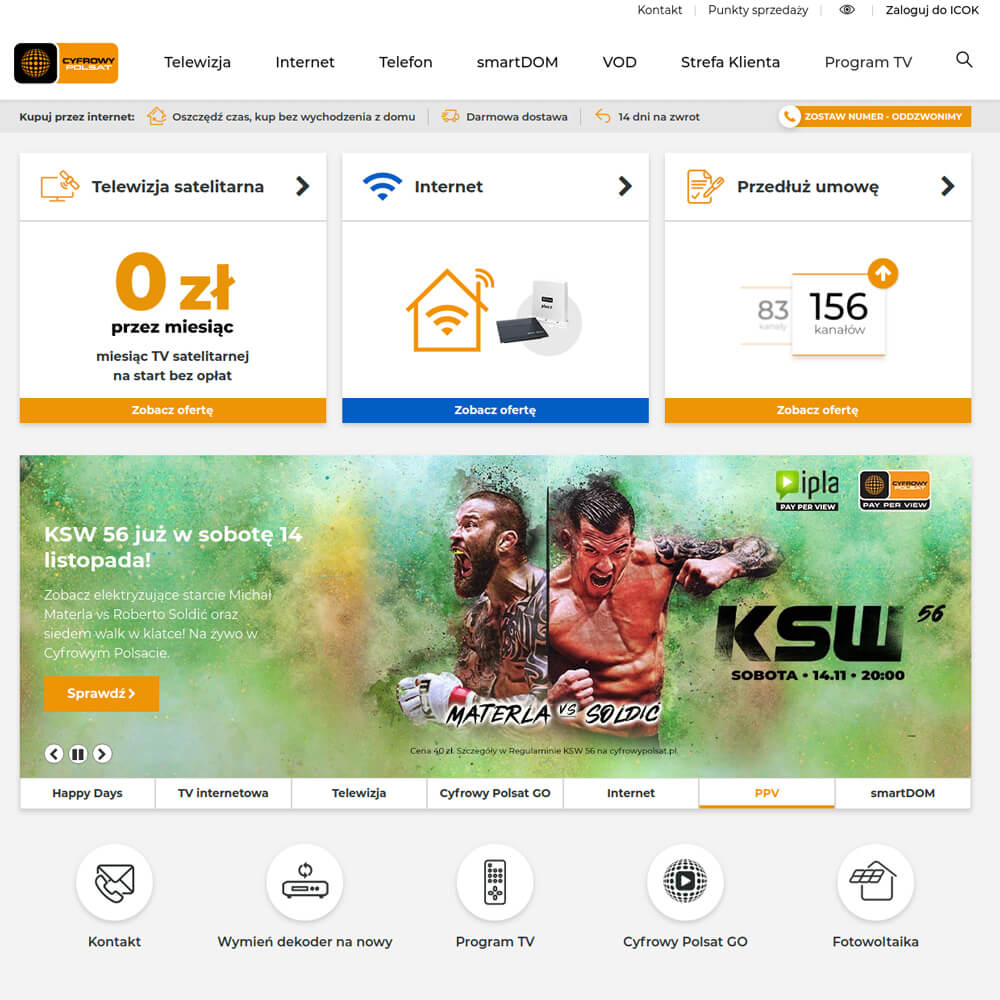 Kontakt
Punkty sprzedaży
Zaloguj do ICOK
CYFROWY
POLSAT
Telewizja
Internet
Telefon
smartDOM
VOD
Strefa Klienta
Program TV
Kupuj przez internet:
Oszczędź czas, kup bez wychodzenia z domu
Darmowa dostawa
14 dni na zwrot
ZOSTAW NUMER - ODDZWONIMY
Telewizja satelitarna
Internet
Przedłuż umowę
0 zł
przez miesiąc
miesiąc TV satelitarnej
na start bez opłat
83
kanały
156
kanałów
Zobacz ofertę
Zobacz ofertę
Zobacz ofertę
ipla
PAY PER VIEW
CYFROWY
POLSAT
PAY PER VIEW
KSW 56 już w sobotę 14
listopada!
Zobacz elektryzujące starcie Michał
Materla vs Roberto Soldić oraz
siedem walk w klatce! Na żywo w
Cyfrowym Polsacie.
Sprawdź
KSW 56
SOBOTA • 14.11 • 20:00
MATERLA VS SOLDIĆ
Cena 40 zł. Szczegóły w Regulaminie KSW 56 na cyfrowypolsat.pl.
Happy Days
TV internetowa
Telewizja
Cyfrowy Polsat GO
Internet
PPV
smartDOM
Kontakt
Wymień dekoder na nowy
Program TV
Cyfrowy Polsat GO
Fotowoltaika